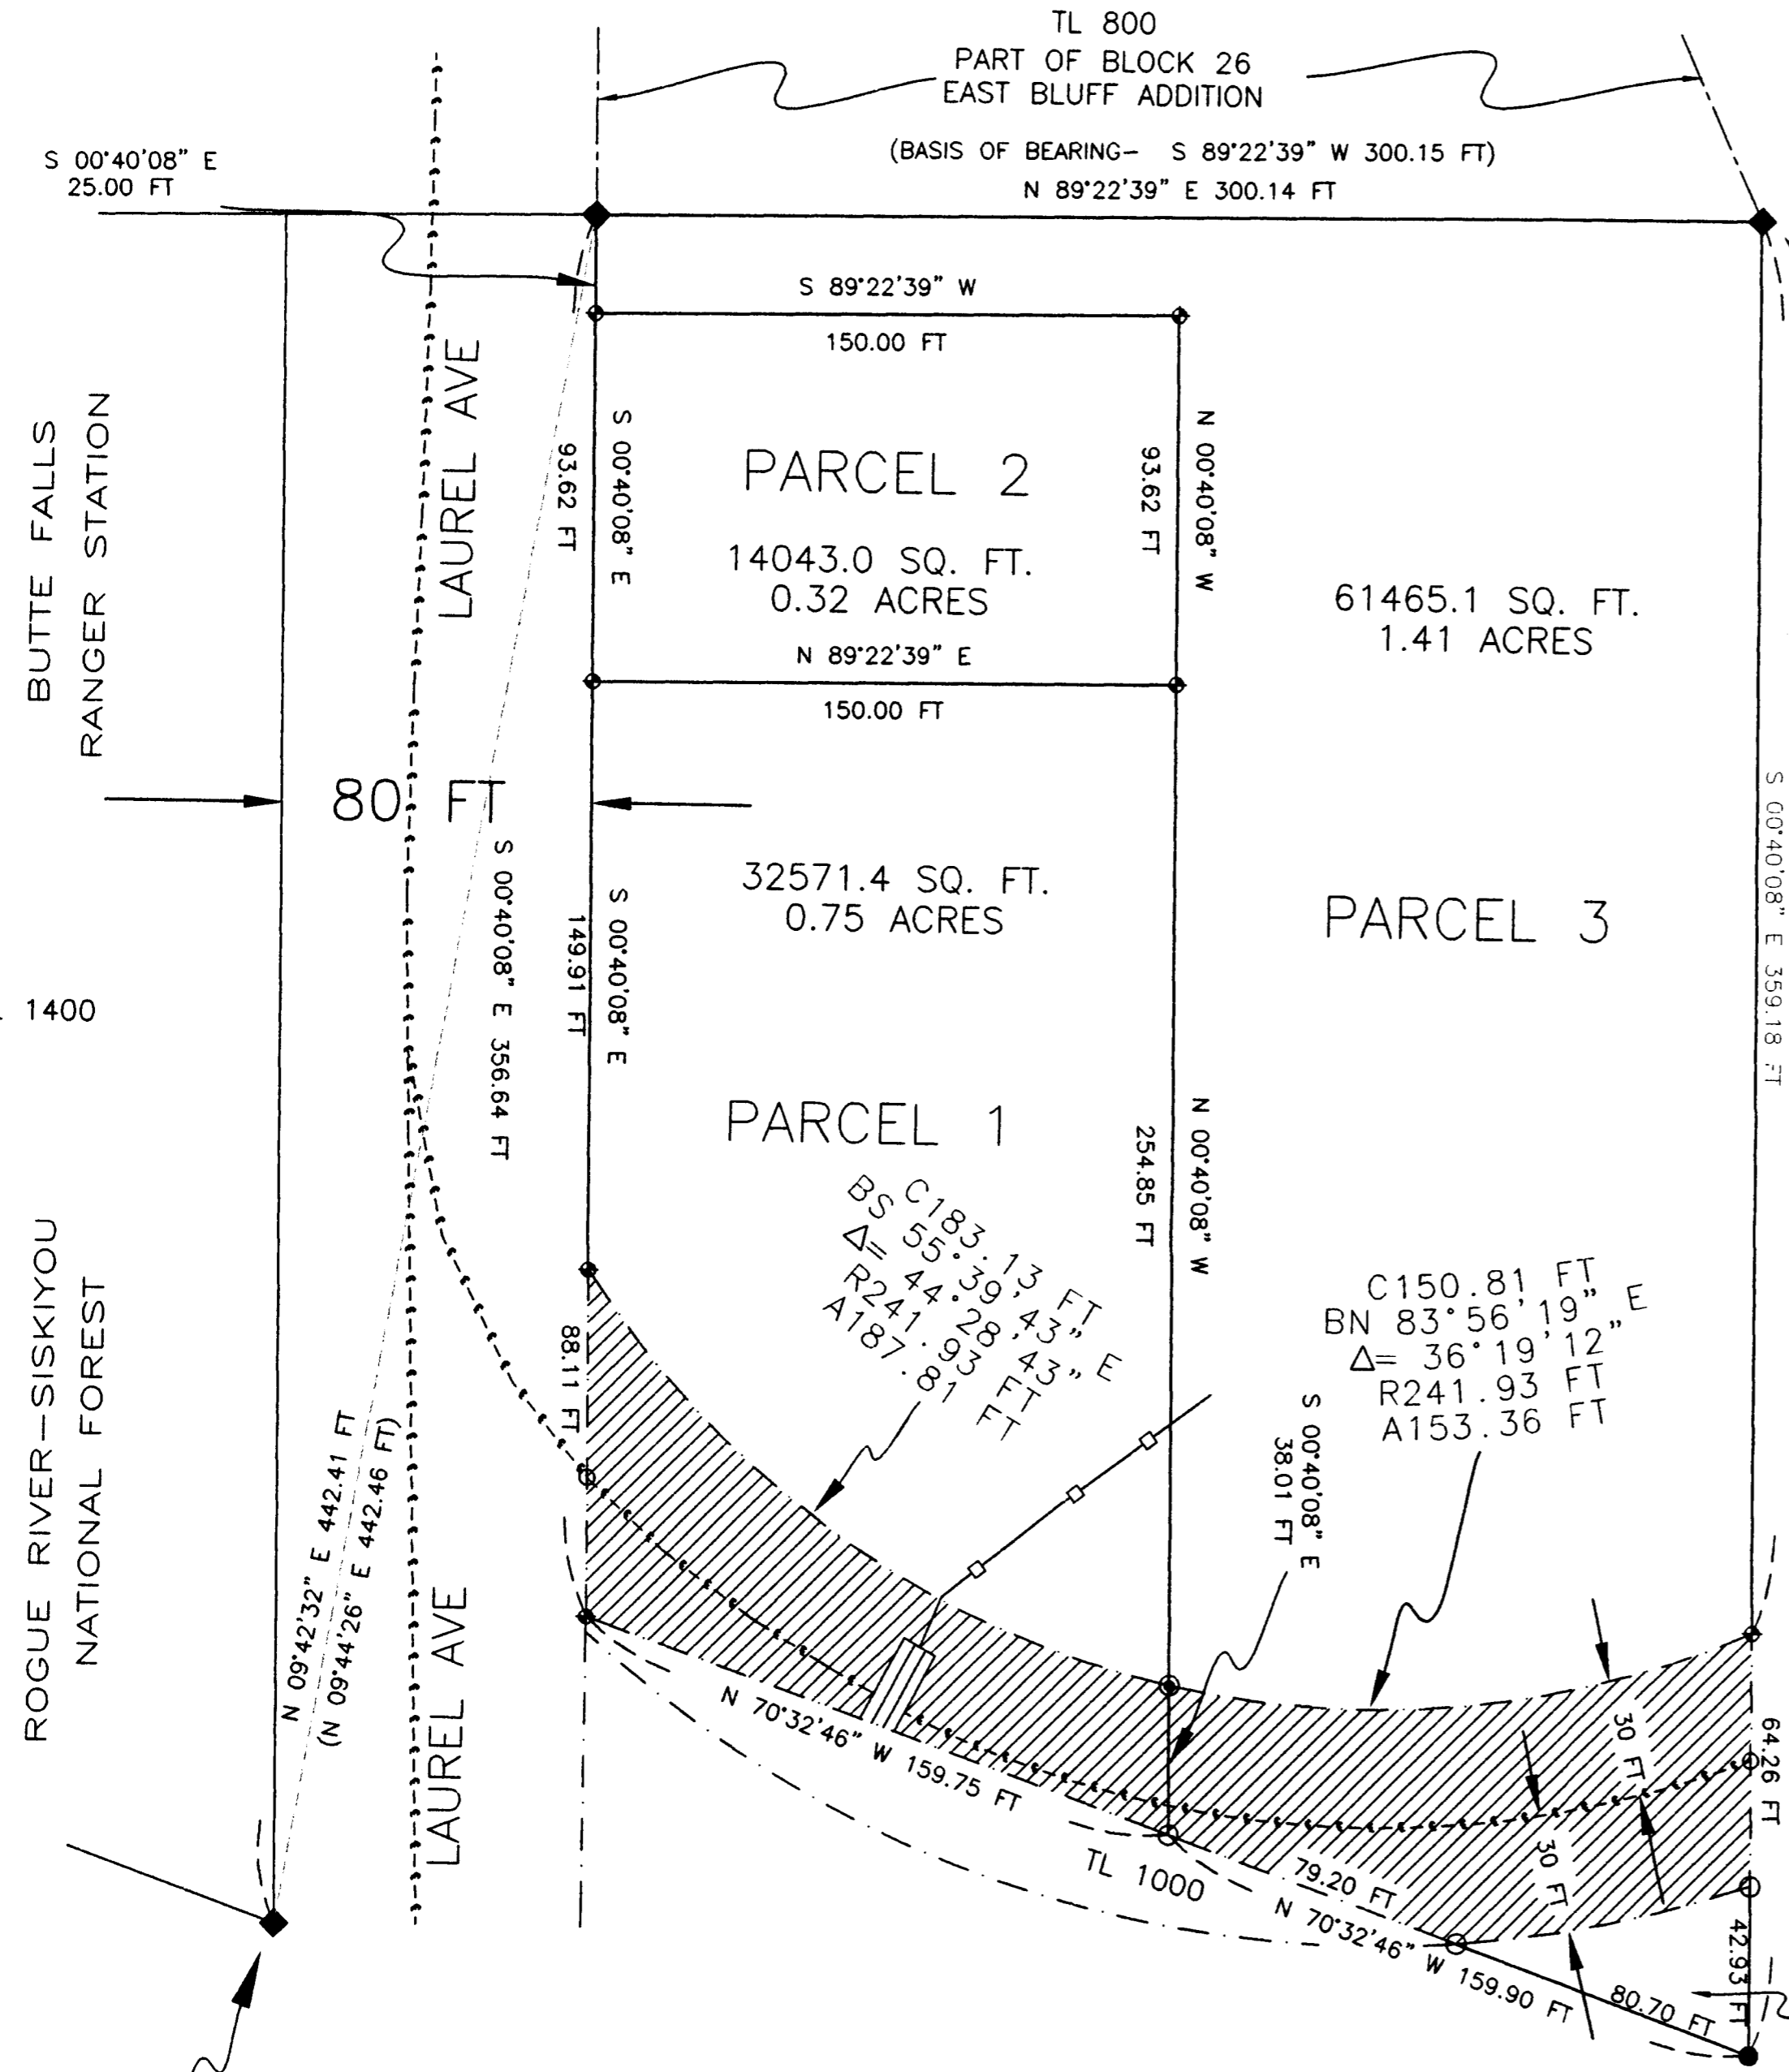 TL 800
PART OF BLOCK 26
EAST BLUFF ADDITION
(BASIS OF BEARING- S 89°22'39" W 300.15 FT)
N 89°22'39" E 300.14 FT
S 00°40'08" E
25.00 FT
S 89°22'39" W
150.00 FT
BUTTE FALLS
RANGER STATION
LAUREL AVE
S 00°40'08" E
93.62 FT
PARCEL 2
14043.0 SQ. FT.
0.32 ACRES
N 00°40'08" W
93.62 FT
61465.1 SQ. FT.
1.41 ACRES
N 89°22'39" E
150.00 FT
80 FT
S 00°40'08" E 356.64 FT
S 00°40'08" E
149.91 FT
32571.4 SQ. FT.
0.75 ACRES
PARCEL 3
S 00°40'08" E 359.18 FT
1400
PARCEL 1
N 00°40'08" W
254.85 FT
C183.13 FT
BS 55°39'43" E
Δ= 44°28'43"
R241.93 FT
A187.81 FT
C150.81 FT
BN 83°56'19" E
Δ= 36°19'12"
R241.93 FT
A153.36 FT
ROGUE RIVER-SISKIYOU
NATIONAL FOREST
88.11 FT
S 00°40'08" E
38.01 FT
N 09°42'32" E 442.41 FT
(N 09°44'26" E 442.46 FT)
LAUREL AVE
N 70°32'46" W 159.75 FT
30 FT
64.26 FT
30 FT
TL 1000
79.20 FT
N 70°32'46" W 159.90 FT
80.70 FT
42.93 FT